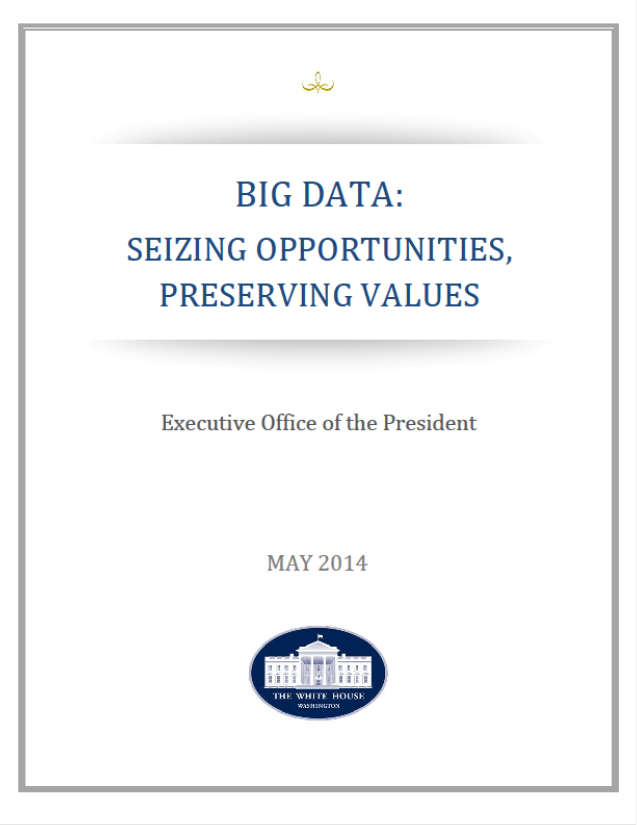 BIG DATA:
SEIZING OPPORTUNITIES,
PRESERVING VALUES
Executive Office of the President
MAY 2014
THE WHITE HOUSE
WASHINGTON